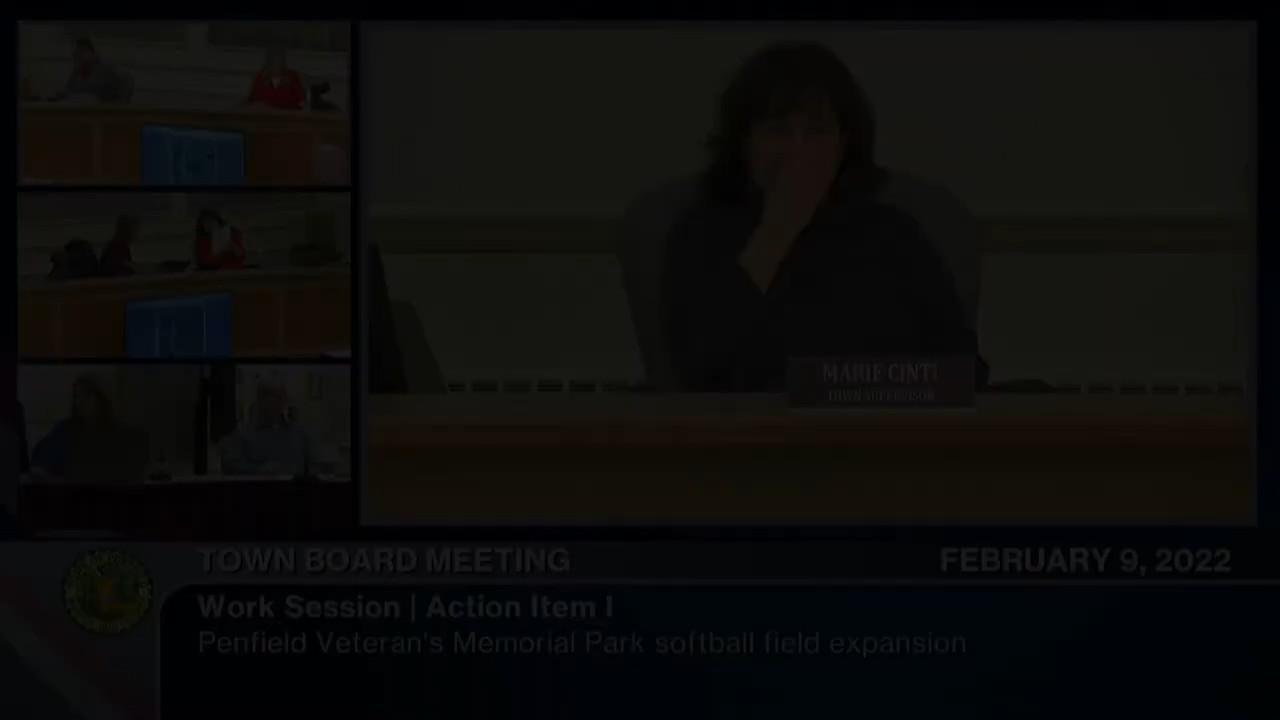 MARIE CINTI
TOWN SUPERVISOR
TOWN BOARD MEETING
FEBRUARY 9, 2022
Work Session | Action Item I
Penfield Veteran's Memorial Park softball field expansion